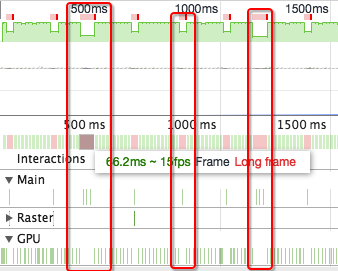 500ms 1000ms 1500ms
500 ms 1000 ms 1500 ms
Interactions
66.2ms ~ 15fps Frame Long frame
Main
Raster
GPU